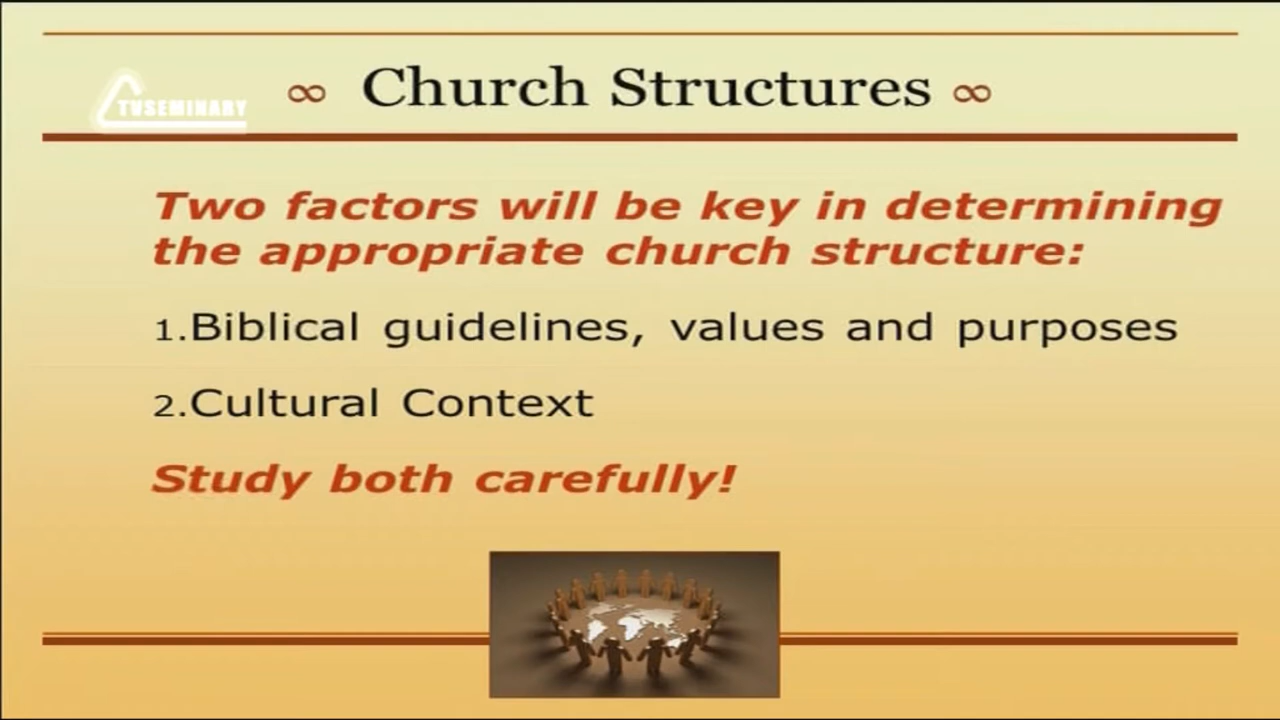 TVSEMINARY
∞ Church Structures ∞
Two factors will be key in determining
the appropriate church structure:
1.Biblical guidelines, values and purposes
2.Cultural Context
Study both carefully!